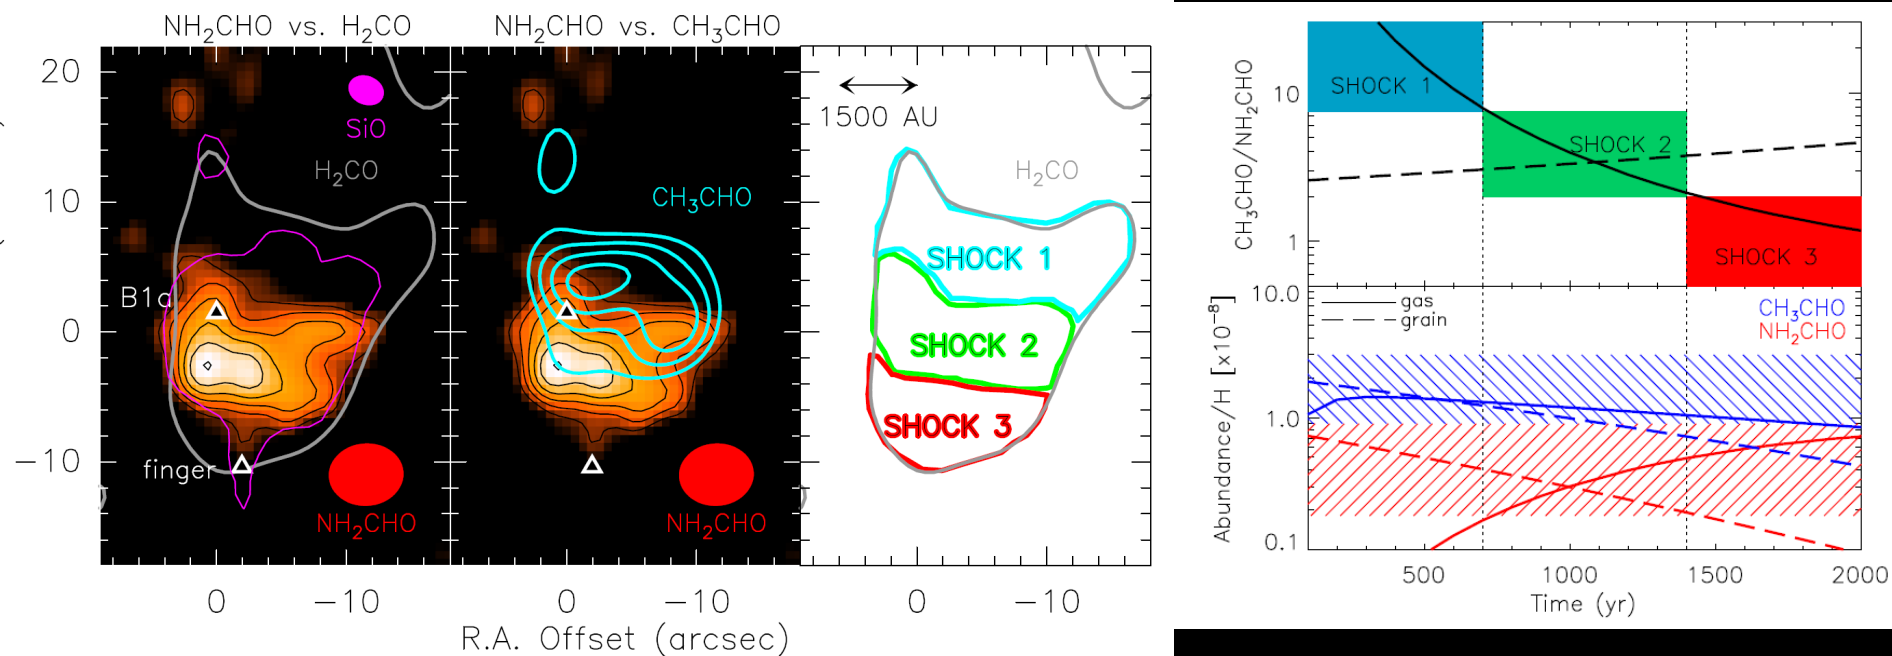 NH₂CHO vs. H₂CO
NH₂CHO vs. CH₃CHO
20
10
0
−10
SiO
H₂CO
B1a
finger
NH₂CHO
CH₃CHO
NH₂CHO
1500 AU
H₂CO
SHOCK 1
SHOCK 2
SHOCK 3
0
−10
0
−10
0
−10
R.A. Offset (arcsec)
CH₃CHO/NH₂CHO
10
1
SHOCK 1
SHOCK 2
SHOCK 3
Abundance/H [x10⁻⁸]
10.0
1.0
0.1
gas
grain
CH₃CHO
NH₂CHO
500
1000
1500
2000
Time (yr)